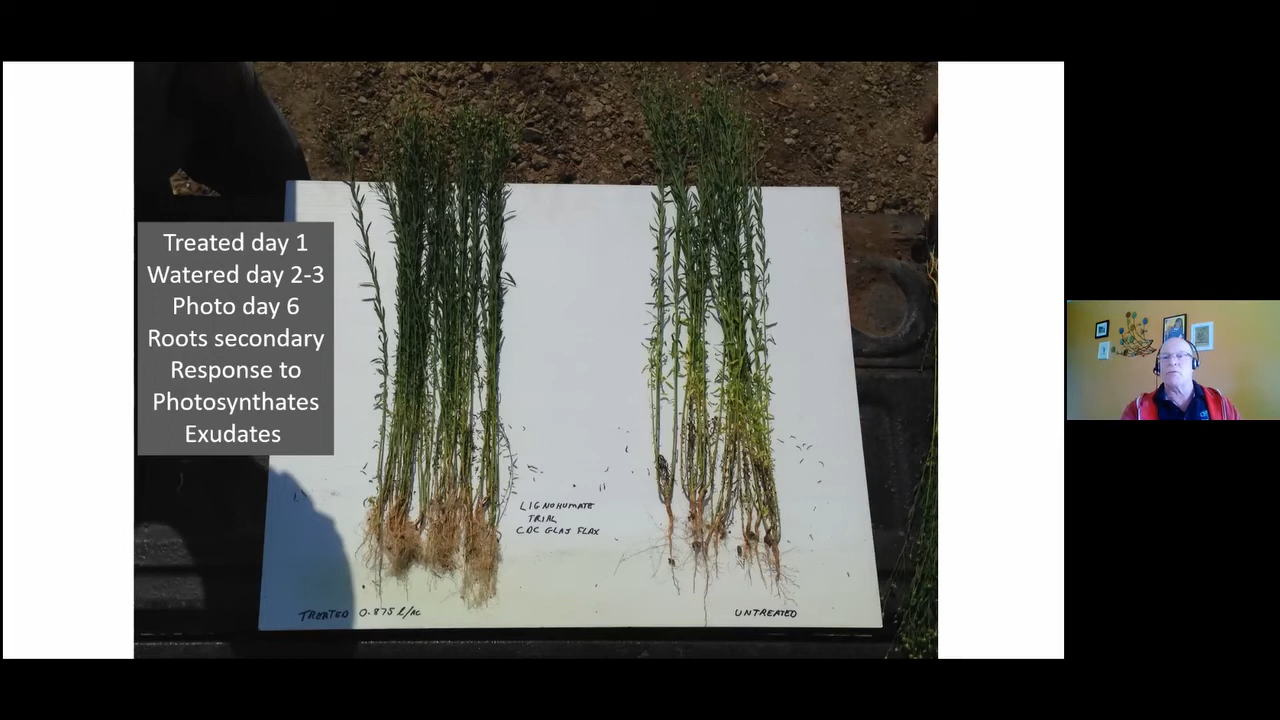 Treated day 1
Watered day 2-3
Photo day 6
Roots secondary
Response to
Photosynthates
Exudates
LIGNOHUMATE
TRIAL
CDC GLAS FLAX
TREATED 0.875 l/AC
UNTREATED